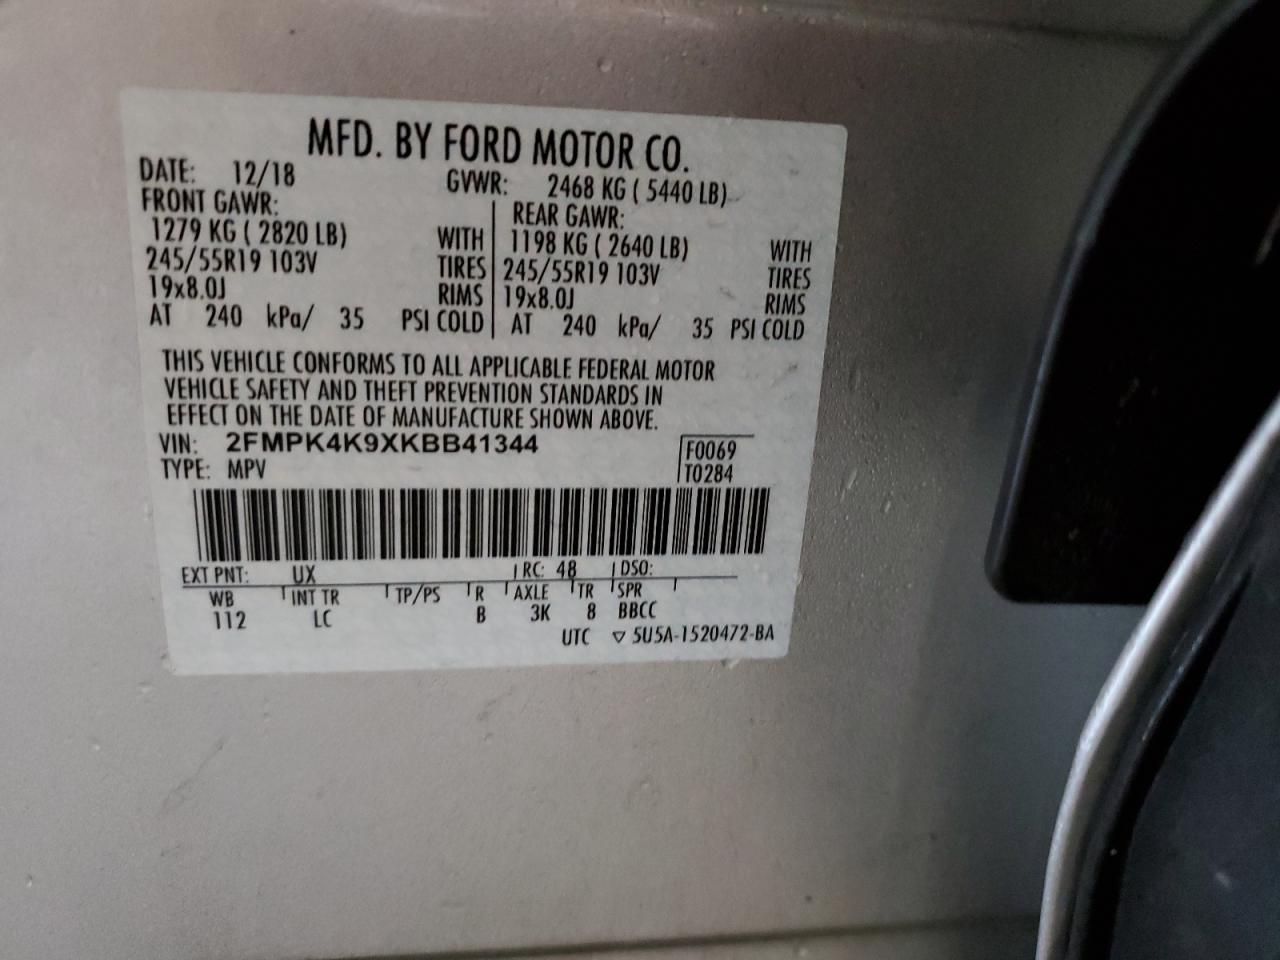 MFD. BY FORD MOTOR CO.
DATE: 12/18 GVWR: 2468 KG ( 5440 LB)
FRONT GAWR: REAR GAWR:
1279 KG ( 2820 LB) WITH 1198 KG ( 2640 LB) WITH
245/55R19 103V TIRES 245/55R19 103V TIRES
19x8.0J RIMS 19x8.0J RIMS
AT 240 kPa/ 35 PSI COLD AT 240 kPa/ 35 PSI COLD
THIS VEHICLE CONFORMS TO ALL APPLICABLE FEDERAL MOTOR
VEHICLE SAFETY AND THEFT PREVENTION STANDARDS IN
EFFECT ON THE DATE OF MANUFACTURE SHOWN ABOVE.
VIN: 2FMPK4K9XKBB41344 F0069
TYPE: MPV T0284
EXT PNT: UX RC: 48 DSO:
WB INT TR TP/PS R AXLE TR SPR
112 LC B 3K 8 BBCC
UTC ▽ 5U5A-1520472-BA